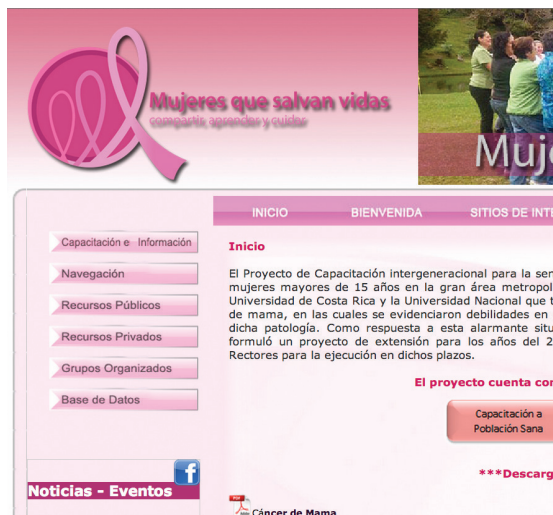 Mujeres que salvan vidas
compartir, aprender y cuidar
Muj
INICIO BIENVENIDA SITIOS DE INT
Capacitación e Información
Navegación
Recursos Públicos
Recursos Privados
Grupos Organizados
Base de Datos
Noticias - Eventos
Inicio
El Proyecto de Capacitación intergeneracional para la sen
mujeres mayores de 15 años en la gran área metropol
Universidad de Costa Rica y la Universidad Nacional que t
de mama, en las cuales se evidenciaron debilidades en
dicha patología. Como respuesta a esta alarmante situ
formuló un proyecto de extensión para los años del 2
Rectores para la ejecución en dichos plazos.
El proyecto cuenta con
Capacitación a
Población Sana
***Descarg
Cáncer de Mama